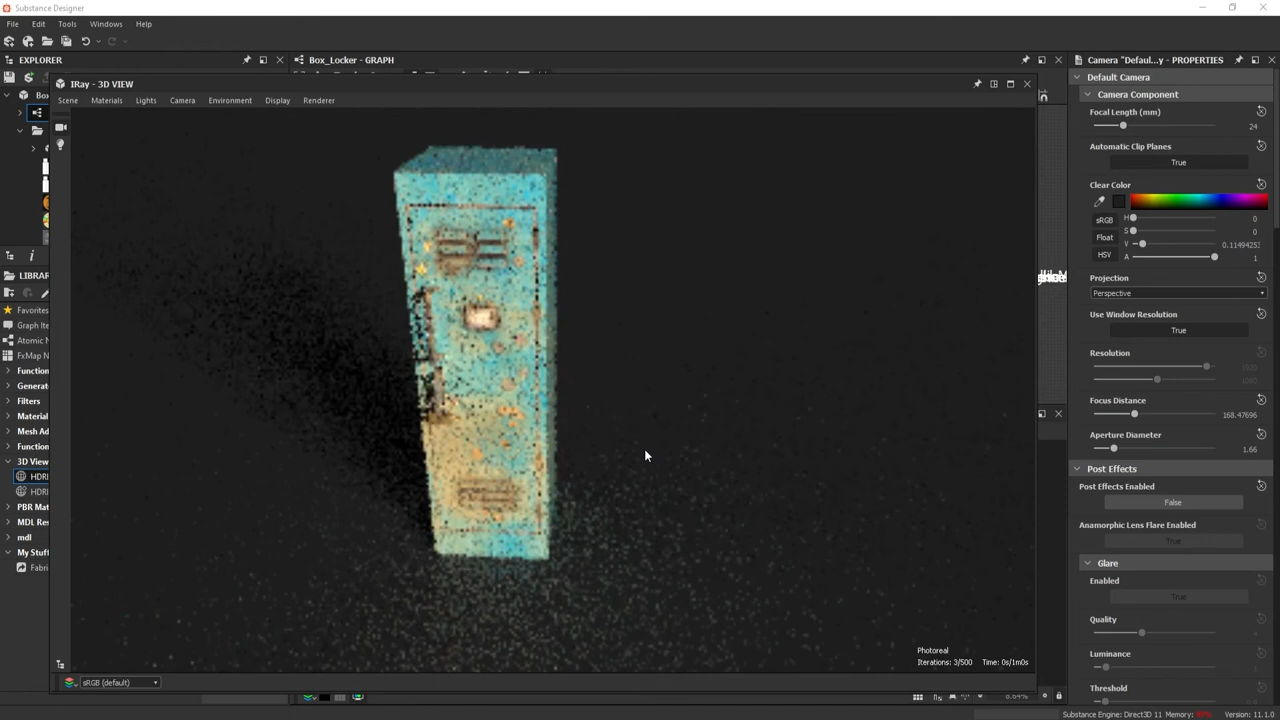 Substance Designer
File Edit Tools Windows Help
EXPLORER
Box_Locker - GRAPH
Camera "Defaul...y - PROPERTIES
IRay - 3D VIEW
Scene Materials Lights Camera Environment Display Renderer
Box
LIBRAR
Favorites
Graph Ite
Atomic N
FxMap N
Function
Generat
Filters
Material
Mesh Ad
Function
3D View
HDRI
HDRI
PBR Mat
MDL Res
mdl
My Stuff
Fabri
Default Camera
Camera Component
Focal Length (mm)
24
Automatic Clip Planes
True
Clear Color
sRGB H 0
S 0
Float
V
HSV A 1
Projection
Perspective
Use Window Resolution
True
Resolution
Focus Distance
168.47696
Aperture Diameter
1.66
Post Effects
Post Effects Enabled
False
Anamorphic Lens Flare Enabled
True
Glare
Enabled
True
Quality
4
Luminance
Threshold
Photoreal
Iterations: 3/500 Time: 0s/1m0s
sRGB (default)
8.64%
Substance Engine: Direct3D 11 Memory: Version: 11.1.0